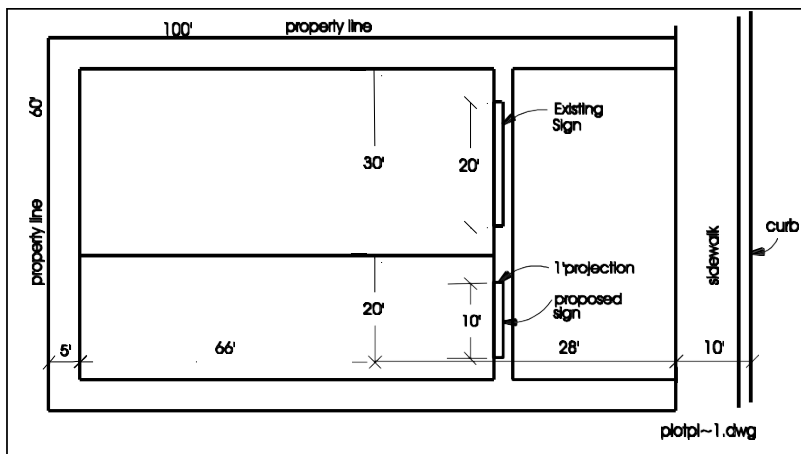 100'
property line
60'
property line
30'
20'
Existing
Sign
20'
10'
1'projection
proposed
sign
5'
66'
28'
10'
sidewalk
curb
plotpl~1.dwg